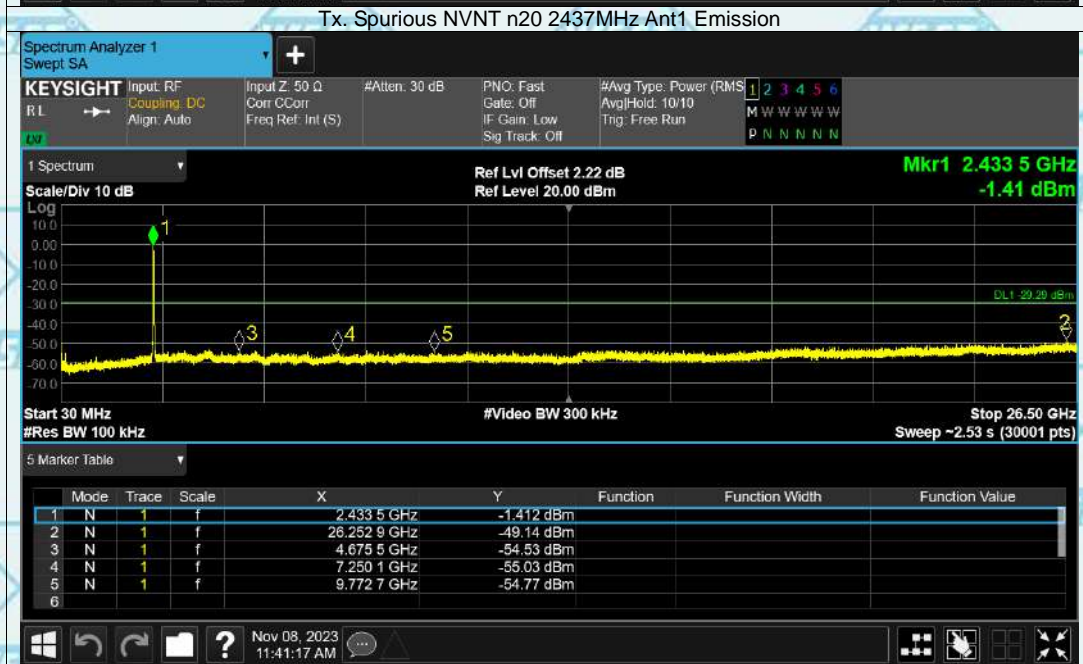 Tx. Spurious NVNT n20 2437MHz Ant1 Emission
Spectrum Analyzer 1
Swept SA
+
KEYSIGHT Input: RF Input Z: 50 Ω #Atten: 30 dB PNO: Fast #Avg Type: Power (RMS 1 2 3 4 5 6
RL Coupling: DC Corr CCorr Gate: Off Avg|Hold: 10/10 M W W W W W
Align: Auto Freq Ref: Int (S) IF Gain: Low Trig: Free Run
Sig Track: Off P N N N N N
LXI
1 Spectrum Ref Lvl Offset 2.22 dB Mkr1 2.433 5 GHz
Scale/Div 10 dB Ref Level 20.00 dBm -1.41 dBm
Log
10.0
1
0.00
-10.0
-20.0
DL1 -29.29 dBm
-30.0
-40.0
3 4 5 2
-50.0
-60.0
-70.0
Start 30 MHz #Video BW 300 kHz Stop 26.50 GHz
#Res BW 100 kHz Sweep ~2.53 s (30001 pts)
5 Marker Table
Mode Trace Scale X Y Function Function Width Function Value
1 N 1 f 2.433 5 GHz -1.412 dBm
2 N 1 f 26.252 9 GHz -49.14 dBm
3 N 1 f 4.675 5 GHz -54.53 dBm
4 N 1 f 7.250 1 GHz -55.03 dBm
5 N 1 f 9.772 7 GHz -54.77 dBm
6
? Nov 08, 2023
11:41:17 AM